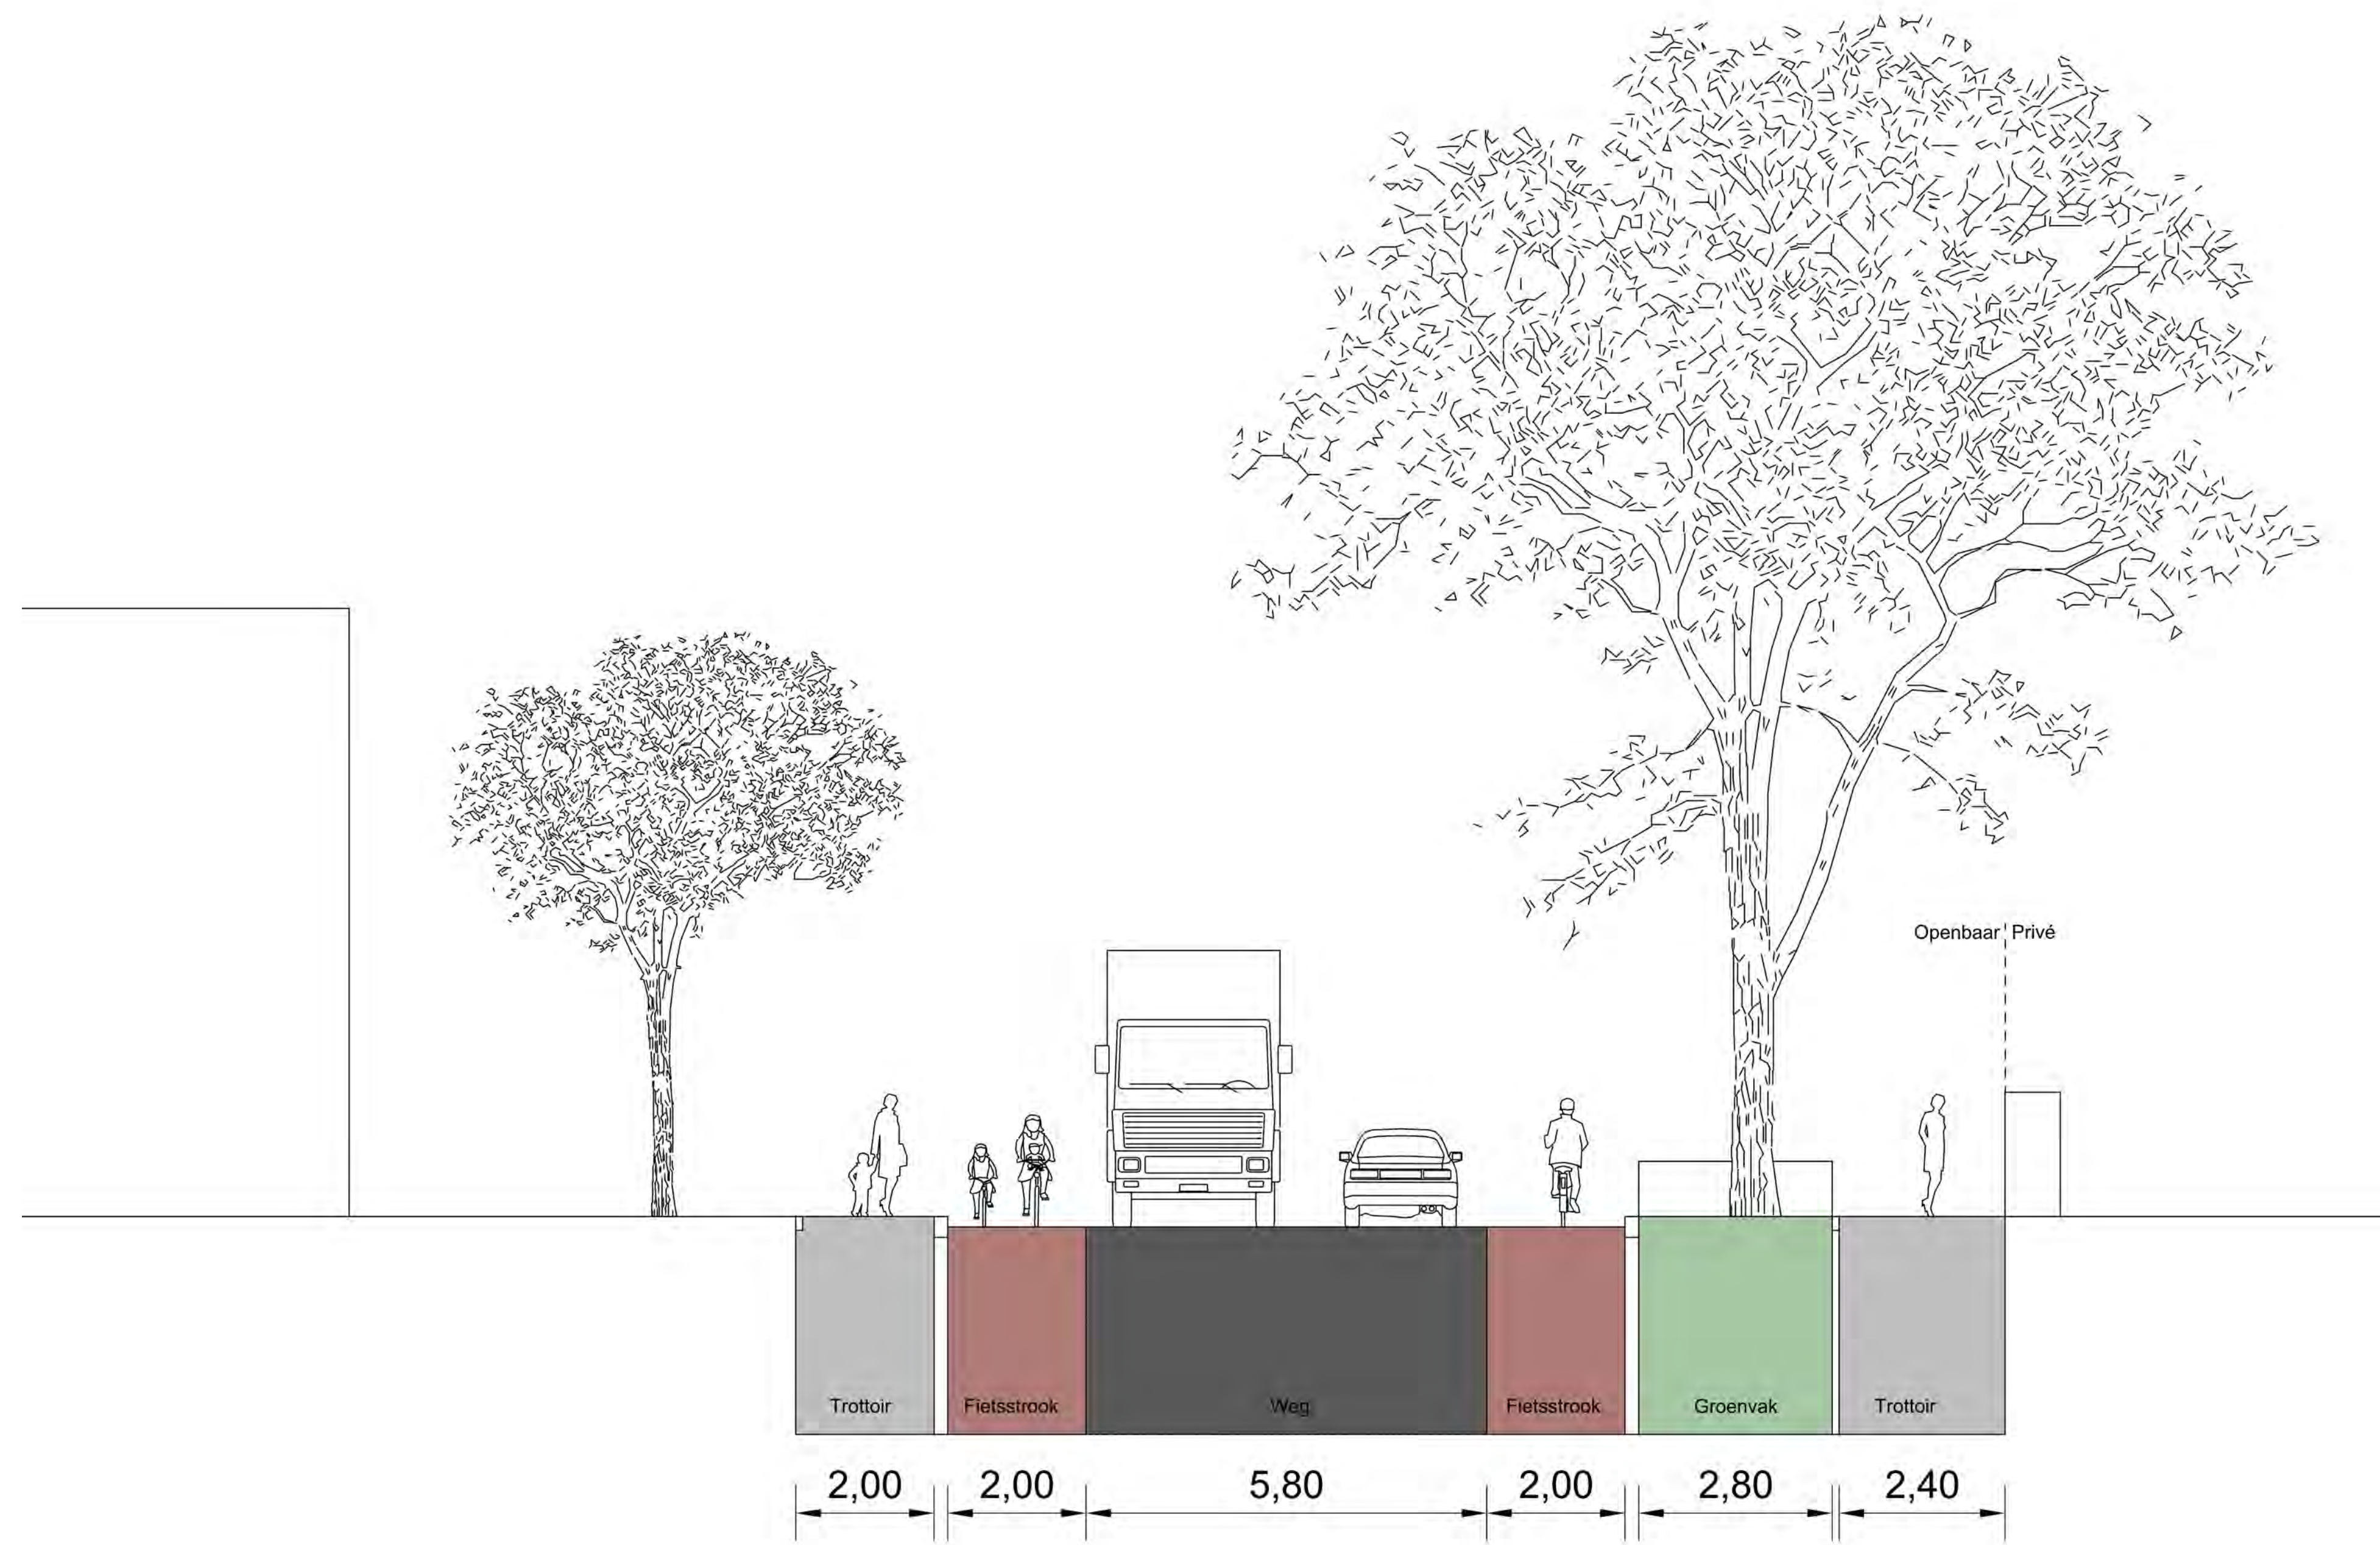 Openbaar Privé
Trottoir Fietsstrook Weg Fietsstrook Groenvak Trottoir
2,00 2,00 5,80 2,00 2,80 2,40